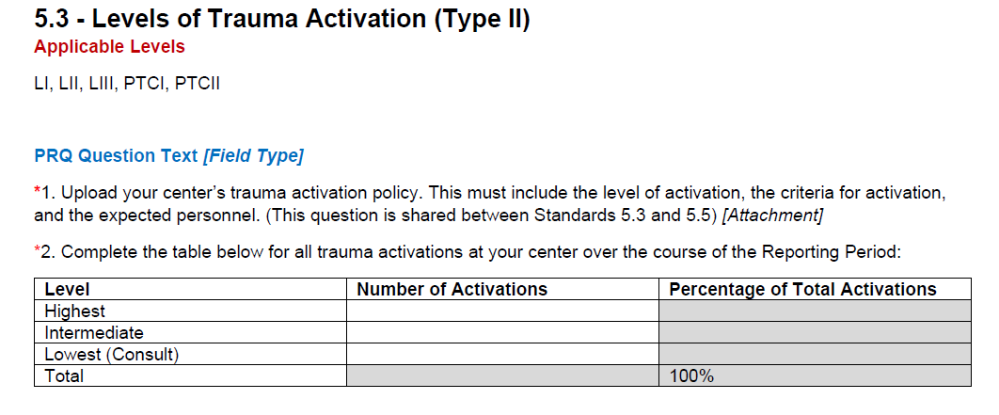 5.3 - Levels of Trauma Activation (Type II)
Applicable Levels
LI, LII, LIII, PTCI, PTCII
PRQ Question Text [Field Type]
*1. Upload your center’s trauma activation policy. This must include the level of activation, the criteria for activation,
and the expected personnel. (This question is shared between Standards 5.3 and 5.5) [Attachment]
*2. Complete the table below for all trauma activations at your center over the course of the Reporting Period:
Level Number of Activations Percentage of Total Activations
Highest
Intermediate
Lowest (Consult)
Total 100%